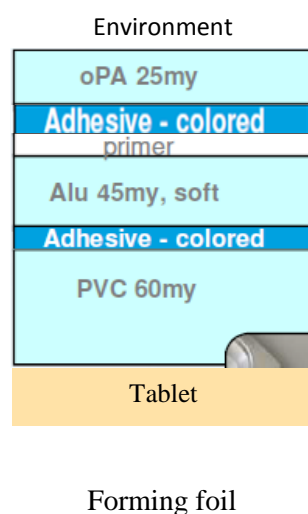 Environment
oPA 25my
Adhesive - colored
primer
Alu 45my, soft
Adhesive - colored
PVC 60my
Tablet
Forming foil